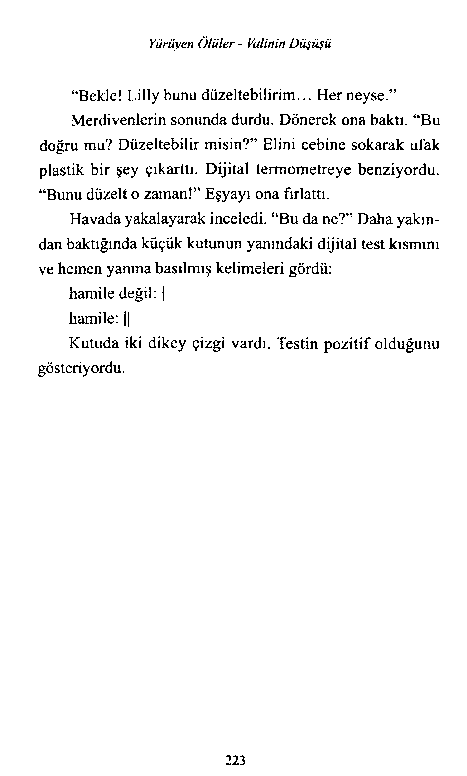 Yürüyen Ölüler - Valinin Düşüşü
“Bekle! Lilly bunu düzeltebilirim... Her neyse.”
Merdivenlerin sonunda durdu. Dönerek ona baktı. “Bu
doğru mu? Düzeltebilir misin?” Elini cebine sokarak ufak
plastik bir şey çıkarttı. Dijital termometreye benziyordu.
“Bunu düzelt o zaman!” Eşyayı ona fırlattı.
Havada yakalayarak inceledi. “Bu da ne?” Daha yakın-
dan baktığında küçük kutunun yanındaki dijital test kısmını
ve hemen yanına basılmış kelimeleri gördü:
hamile değil: |
hamile: ||
Kutuda iki dikey çizgi vardı. Testin pozitif olduğunu
gösteriyordu.
223